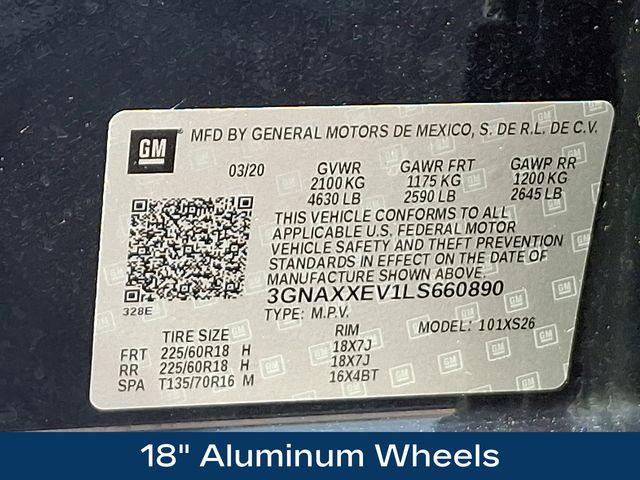 GM
MFD BY GENERAL MOTORS DE MEXICO, S. DE R.L. DE C.V.
03/20 GVWR GAWR FRT GAWR RR
2100 KG 1175 KG 1200 KG
4630 LB 2590 LB 2645 LB
THIS VEHICLE CONFORMS TO ALL
APPLICABLE U.S. FEDERAL MOTOR
VEHICLE SAFETY AND THEFT PREVENTION
STANDARDS IN EFFECT ON THE DATE OF
MANUFACTURE SHOWN ABOVE.
328E
3GNAXXEV1LS660890
TYPE: M.P.V. MODEL: 101XS26
TIRE SIZE RIM
FRT 225/60R18 H 18X7J
RR 225/60R18 H 18X7J
SPA T135/70R16 M 16X4BT
18" Aluminum Wheels